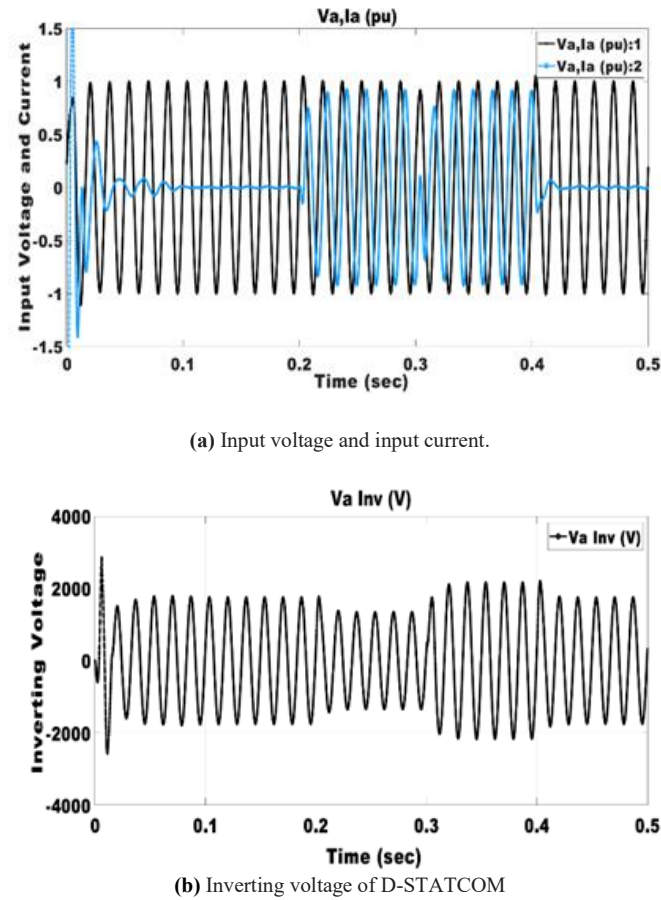 Va,Ia (pu)
Va,Ia (pu):1
Va,Ia (pu):2
Input Voltage and Current
1.5
1
0.5
0
-0.5
-1
-1.5
0 0.1 0.2 0.3 0.4 0.5
Time (sec)
(a) Input voltage and input current.
Va Inv (V)
Va Inv (V)
Inverting Voltage
4000
2000
0
-2000
-4000
0 0.1 0.2 0.3 0.4 0.5
Time (sec)
(b) Inverting voltage of D-STATCOM